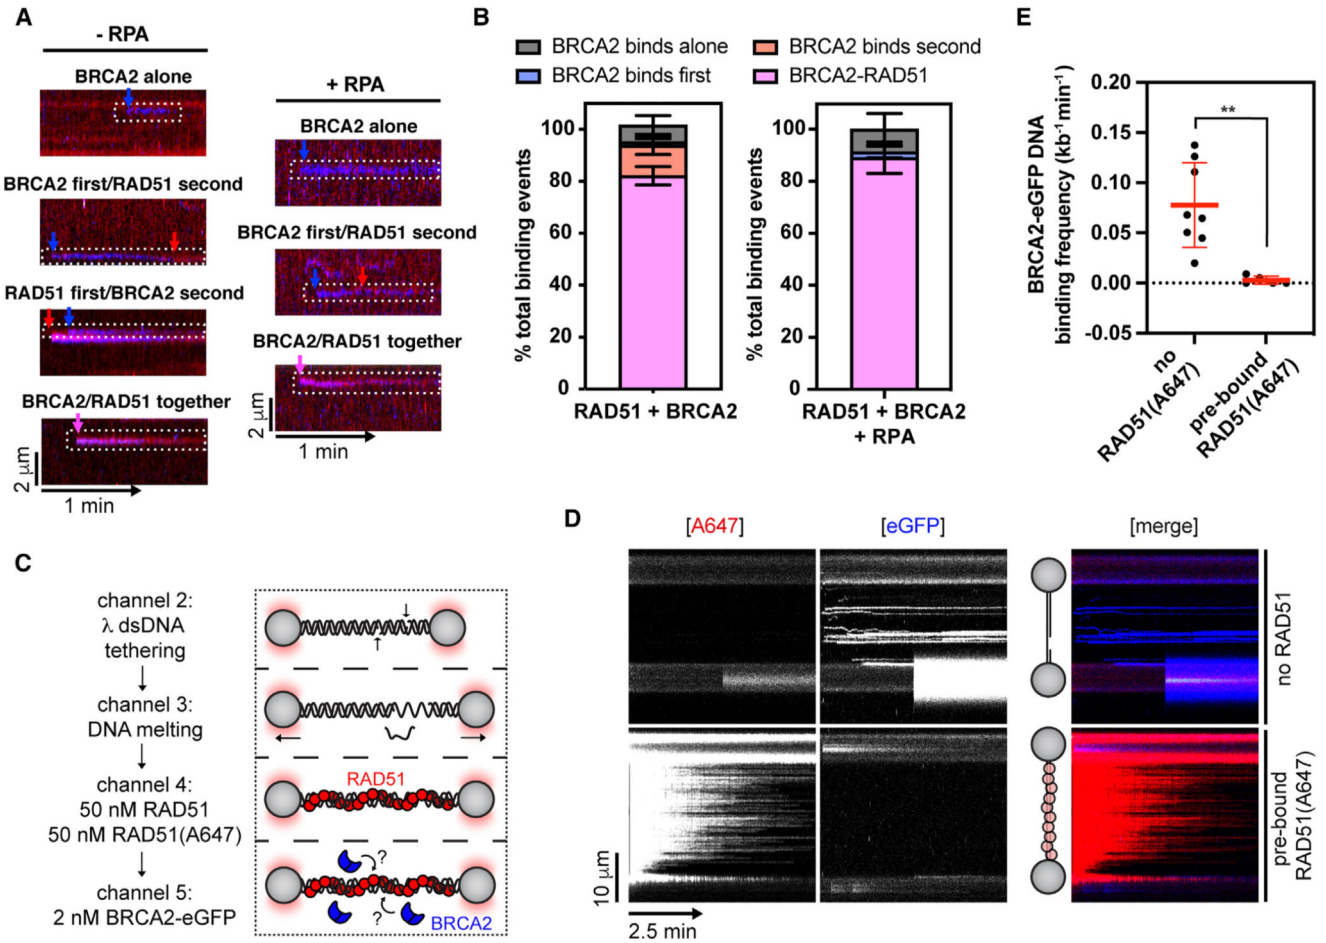 A
- RPA
BRCA2 alone
BRCA2 first/RAD51 second
RAD51 first/BRCA2 second
BRCA2/RAD51 together
2 μm
1 min
+ RPA
BRCA2 alone
BRCA2 first/RAD51 second
BRCA2/RAD51 together
2 μm
1 min
B
BRCA2 binds alone
BRCA2 binds second
BRCA2 binds first
BRCA2-RAD51
% total binding events
100
80
60
40
20
0
RAD51 + BRCA2
% total binding events
100
80
60
40
20
0
RAD51 + BRCA2
+ RPA
E
BRCA2-eGFP DNA
binding frequency (kb⁻¹ min⁻¹)
0.20
0.15
0.10
0.05
0.00
-0.05
**
no
RAD51(A647)
pre-bound
RAD51(A647)
C
channel 2:
λ dsDNA
tethering
channel 3:
DNA melting
channel 4:
50 nM RAD51
50 nM RAD51(A647)
channel 5:
2 nM BRCA2-eGFP
RAD51
?
?
BRCA2
D
[A647]
[eGFP]
[merge]
no RAD51
pre-bound
RAD51(A647)
10 μm
2.5 min